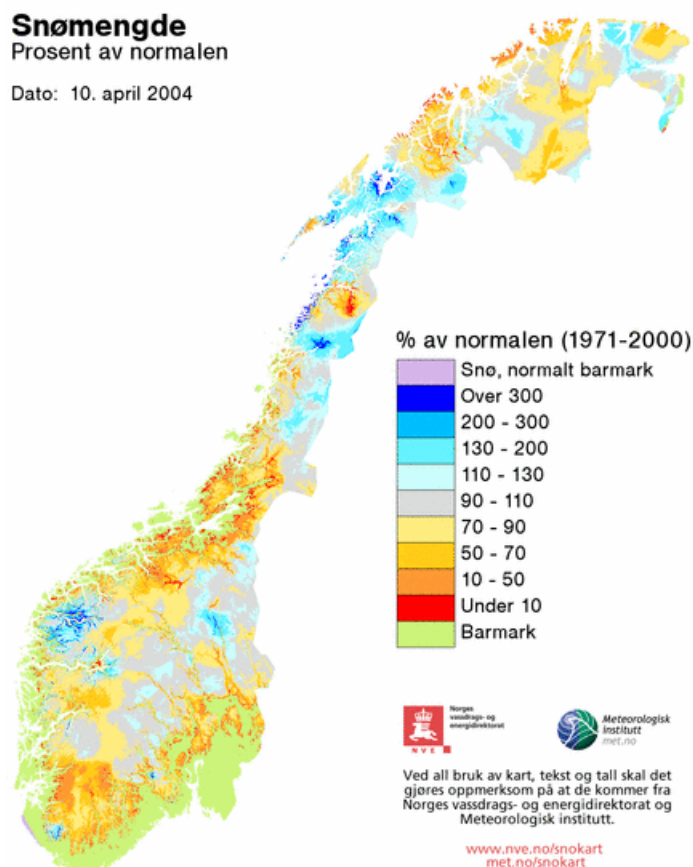 Snømengde
Prosent av normalen
Dato: 10. april 2004
% av normalen (1971-2000)
Snø, normalt barmark
Over 300
200 - 300
130 - 200
110 - 130
90 - 110
70 - 90
50 - 70
10 - 50
Under 10
Barmark
Norges
vassdrags- og
energidirektorat
NVE
Meteorologisk
institutt
met.no
Ved all bruk av kart, tekst og tall skal det
gjøres oppmerksom på at de kommer fra
Norges vassdrags- og energidirektorat og
Meteorologisk institutt.
www.nve.no/snokart
met.no/snokart